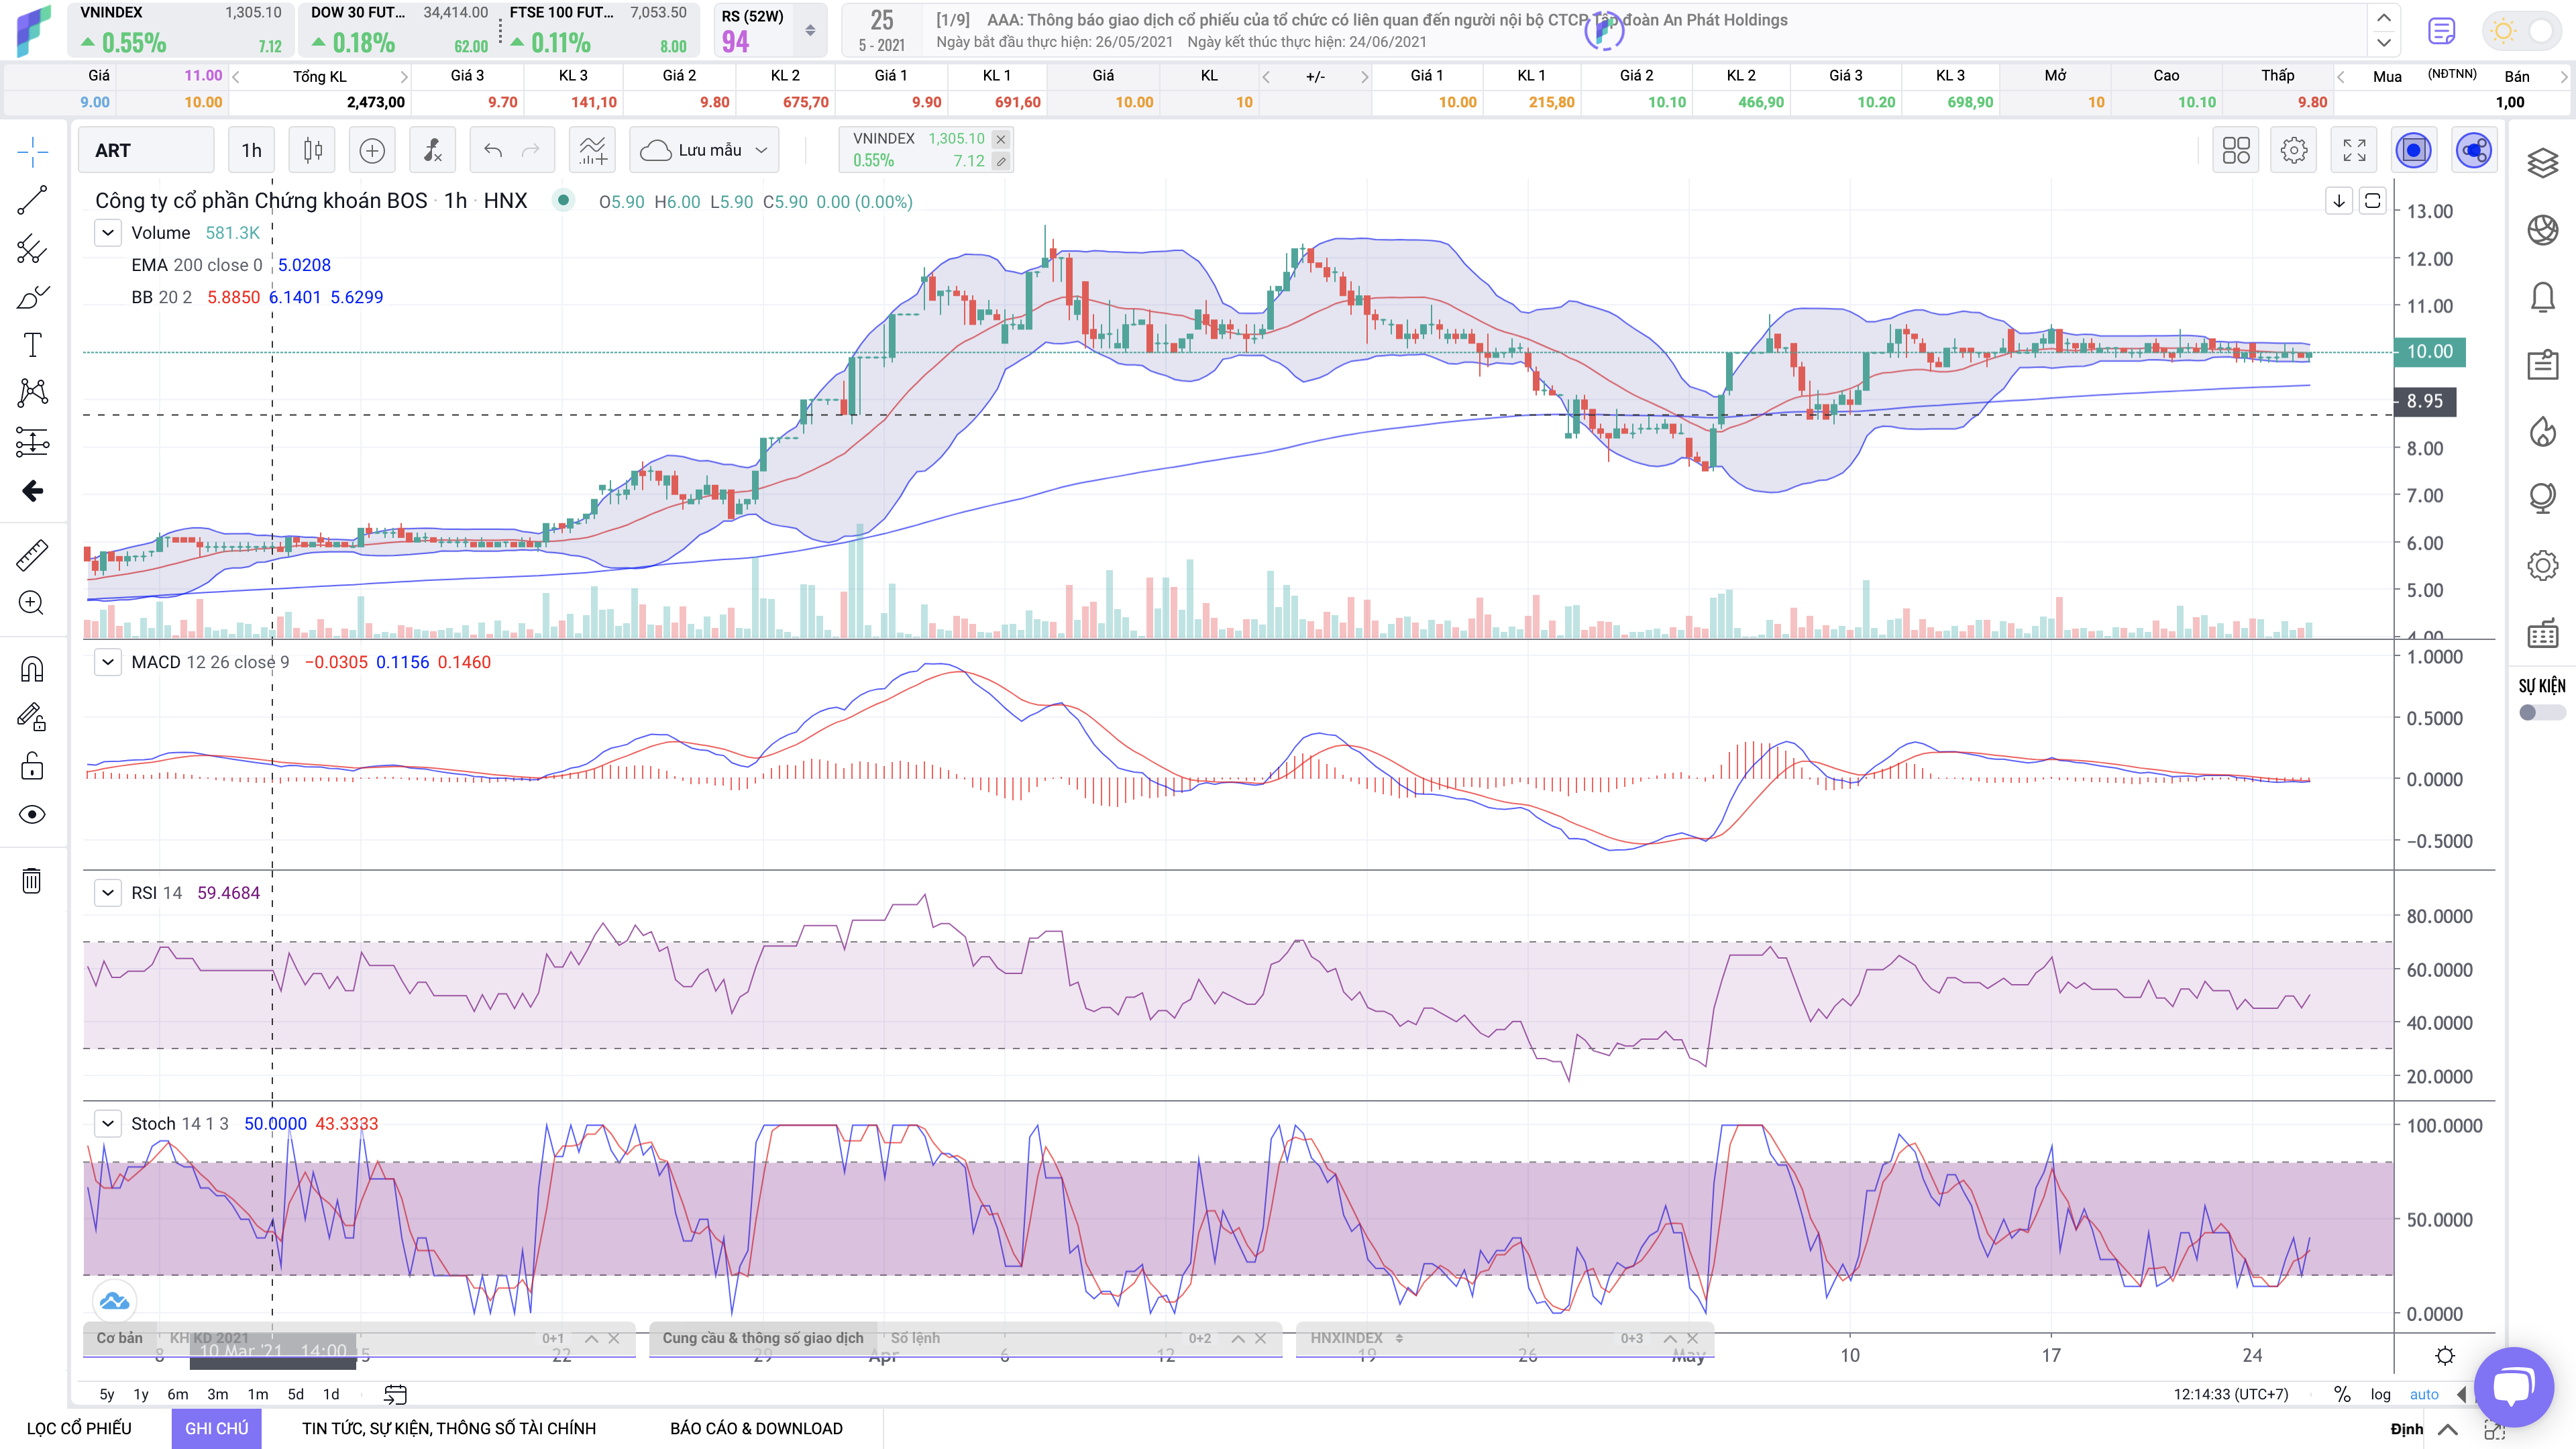 VNINDEX 1,305.10
0.55% 7.12
DOW 30 FUT... 34,414.00
0.18% 62.00
FTSE 100 FUT... 7,053.50
0.11% 8.00
RS (52W)
94
25
5 - 2021
[1/9] AAA: Thông báo giao dịch cổ phiếu của tổ chức có liên quan đến người nội bộ CTCP Tập đoàn An Phát Holdings
Ngày bắt đầu thực hiện: 26/05/2021 Ngày kết thúc thực hiện: 24/06/2021
Giá 11.00 Tổng KL Giá 3 KL 3 Giá 2 KL 2 Giá 1 KL 1 Giá KL +/- Giá 1 KL 1 Giá 2 KL 2 Giá 3 KL 3 Mở Cao Thấp Mua (NĐTNN) Bán
9.00 10.00 2,473,00 9.70 141,10 9.80 675,70 9.90 691,60 10.00 10 10.00 215,80 10.10 466,90 10.20 698,90 10 10.10 9.80 1,00
ART 1h Lưu mẫu
VNINDEX 1,305.10
0.55% 7.12
Công ty cổ phần Chứng khoán BOS · 1h · HNX O5.90 H6.00 L5.90 C5.90 0.00 (0.00%)
Volume 581.3K
EMA 200 close 0 5.0208
BB 20 2 5.8850 6.1401 5.6299
13.00
12.00
11.00
10.00
8.95
8.00
7.00
6.00
5.00
4.00
MACD 12 26 close 9 −0.0305 0.1156 0.1460
1.0000
0.5000
0.0000
−0.5000
SỰ KIỆN
RSI 14 59.4684
80.0000
60.0000
40.0000
20.0000
Stoch 14 1 3 50.0000 43.3333
100.0000
50.0000
0.0000
Cơ bản KH KD 2021 0+1
Cung cầu & thông số giao dịch Sổ lệnh 0+2
HNXINDEX 0+3
8 10 Mar '21 14:00 15 22 29 Apr 6 12 19 26 May 10 17 24
5y 1y 6m 3m 1m 5d 1d
12:14:33 (UTC+7) % log auto
LỌC CỔ PHIẾU GHI CHÚ TIN TỨC, SỰ KIỆN, THÔNG SỐ TÀI CHÍNH BÁO CÁO & DOWNLOAD Định